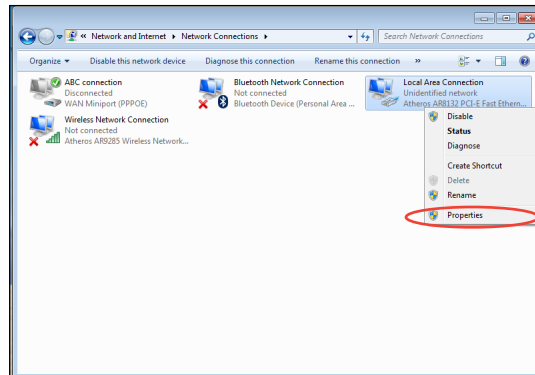 « Network and Internet ▸ Network Connections ▸
Search Network Connections
Organize ▾ Disable this network device Diagnose this connection Rename this connection »
ABC connection
Disconnected
WAN Miniport (PPPOE)
Bluetooth Network Connection
Not connected
Bluetooth Device (Personal Area ...
Local Area Connection
Unidentified network
Atheros AR8132 PCI-E Fast Ethern...
Wireless Network Connection
Not connected
Atheros AR9285 Wireless Network...
Disable
Status
Diagnose
Create Shortcut
Delete
Rename
Properties